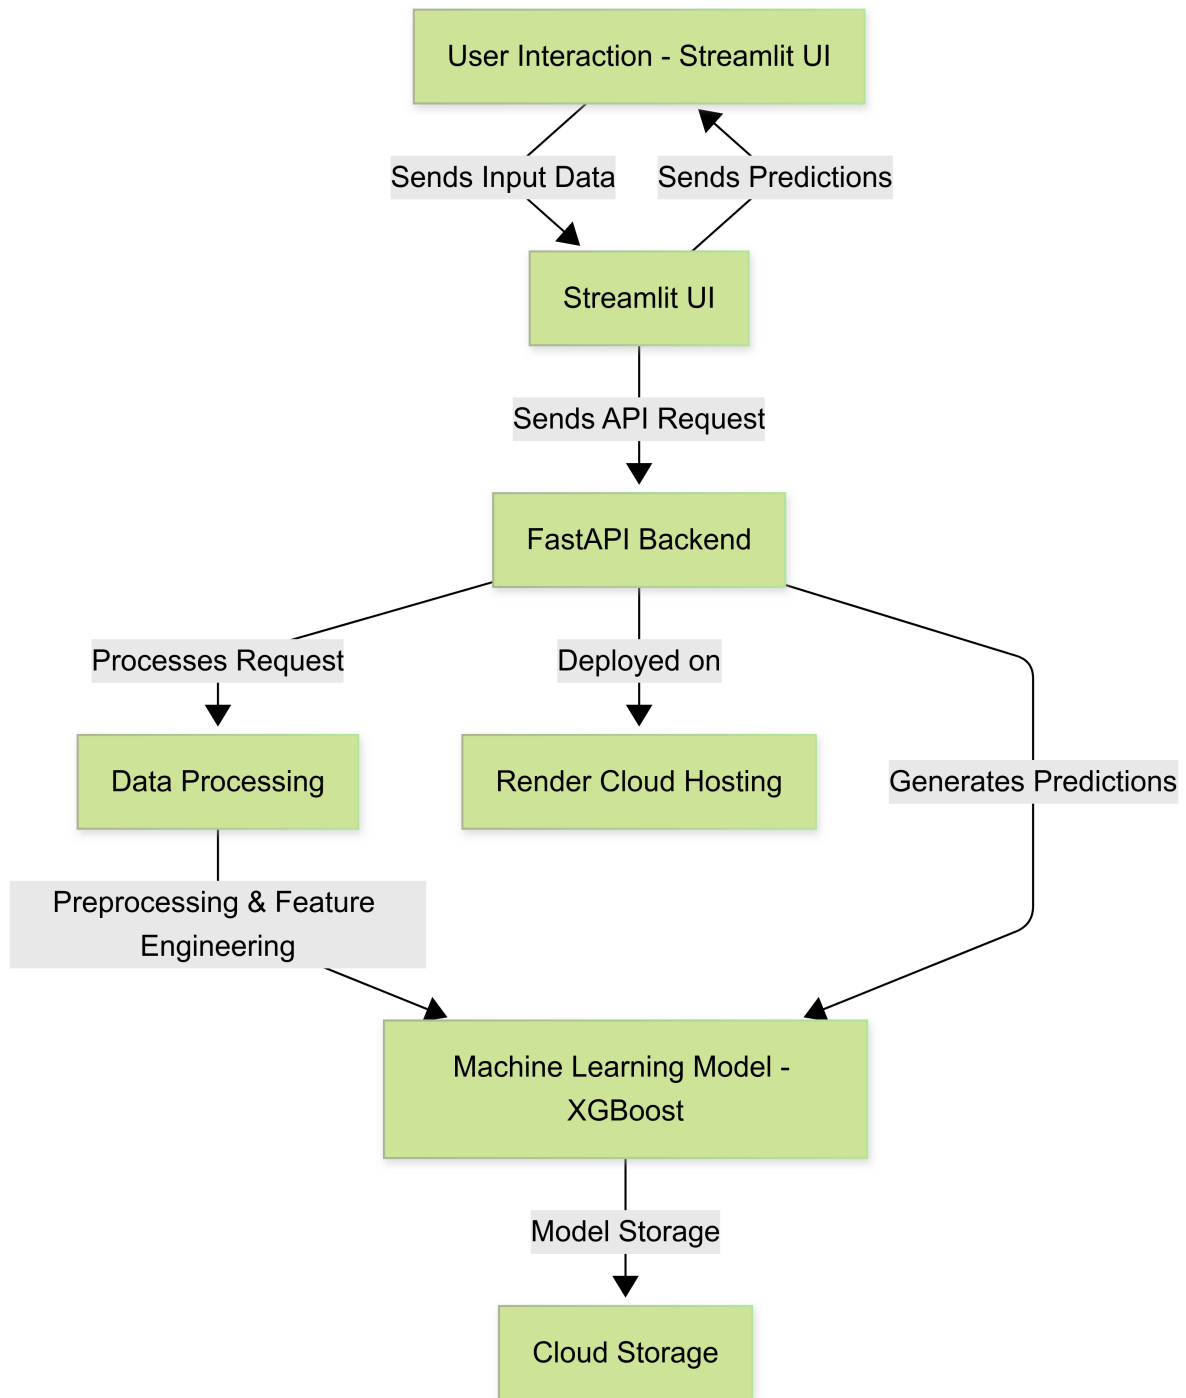 User Interaction - Streamlit UI
Sends Input Data
Sends Predictions
Streamlit UI
Sends API Request
FastAPI Backend
Processes Request
Deployed on
Data Processing
Render Cloud Hosting
Generates Predictions
Preprocessing & Feature
Engineering
Machine Learning Model -
XGBoost
Model Storage
Cloud Storage